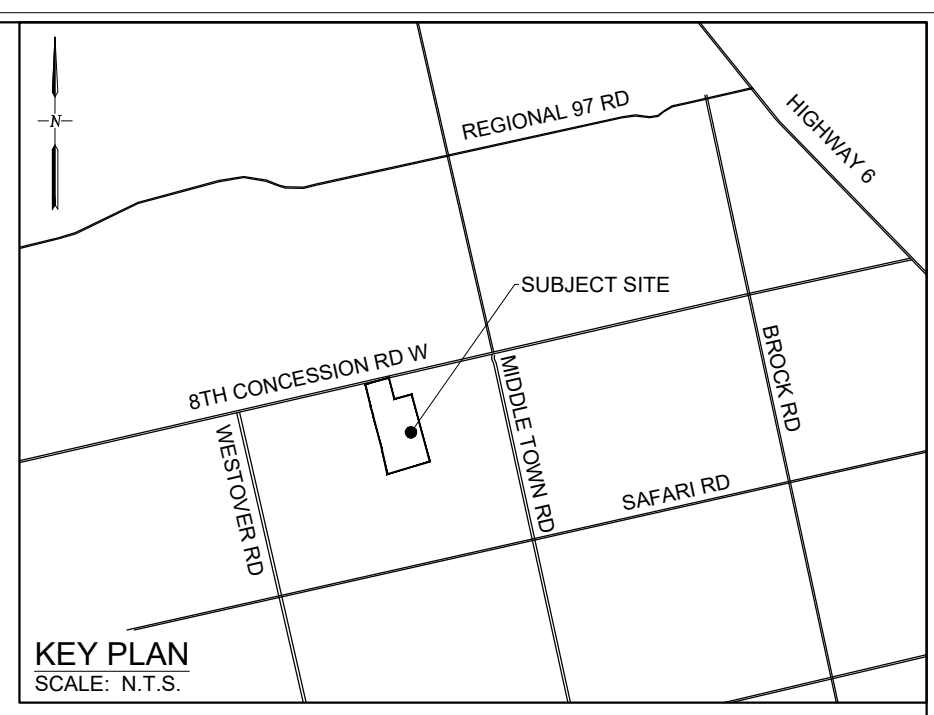 N
REGIONAL 97 RD
HIGHWAY 6
SUBJECT SITE
8TH CONCESSION RD W
MIDDLE TOWN RD
BROCK RD
WESTOVER RD
SAFARI RD
KEY PLAN
SCALE: N.T.S.